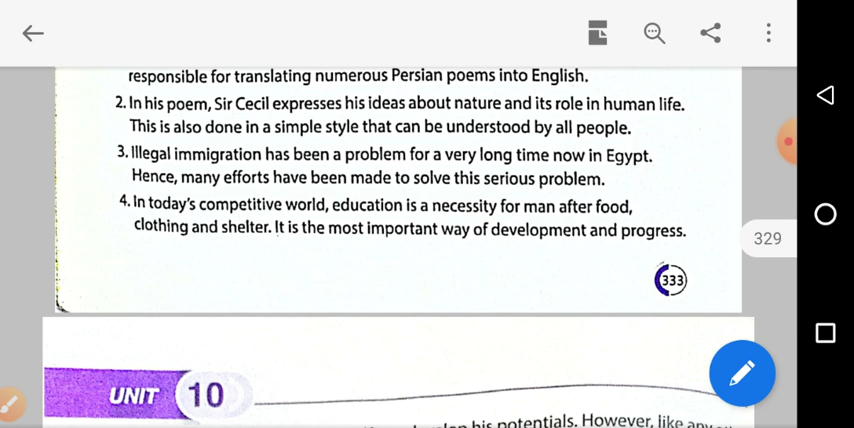 responsible for translating numerous Persian poems into English.
2. In his poem, Sir Cecil expresses his ideas about nature and its role in human life.
This is also done in a simple style that can be understood by all people.
3. Illegal immigration has been a problem for a very long time now in Egypt.
Hence, many efforts have been made to solve this serious problem.
4. In today's competitive world, education is a necessity for man after food,
clothing and shelter. It is the most important way of development and progress.
329
333
UNIT 10
his potentials. However, like any